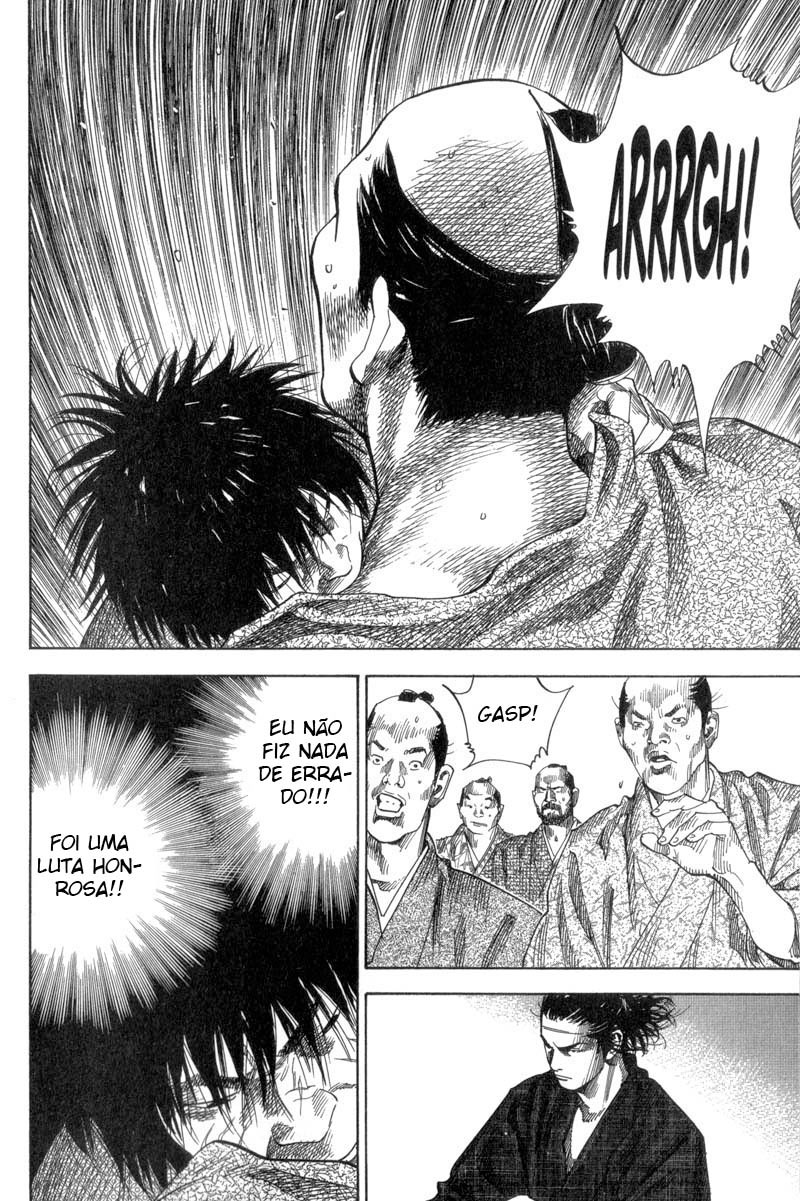 ARRRGH!
GASP!
EU NÃO
FIZ NADA
DE ERRA-
DO!!!
FOI UMA
LUTA HON-
ROSA!!